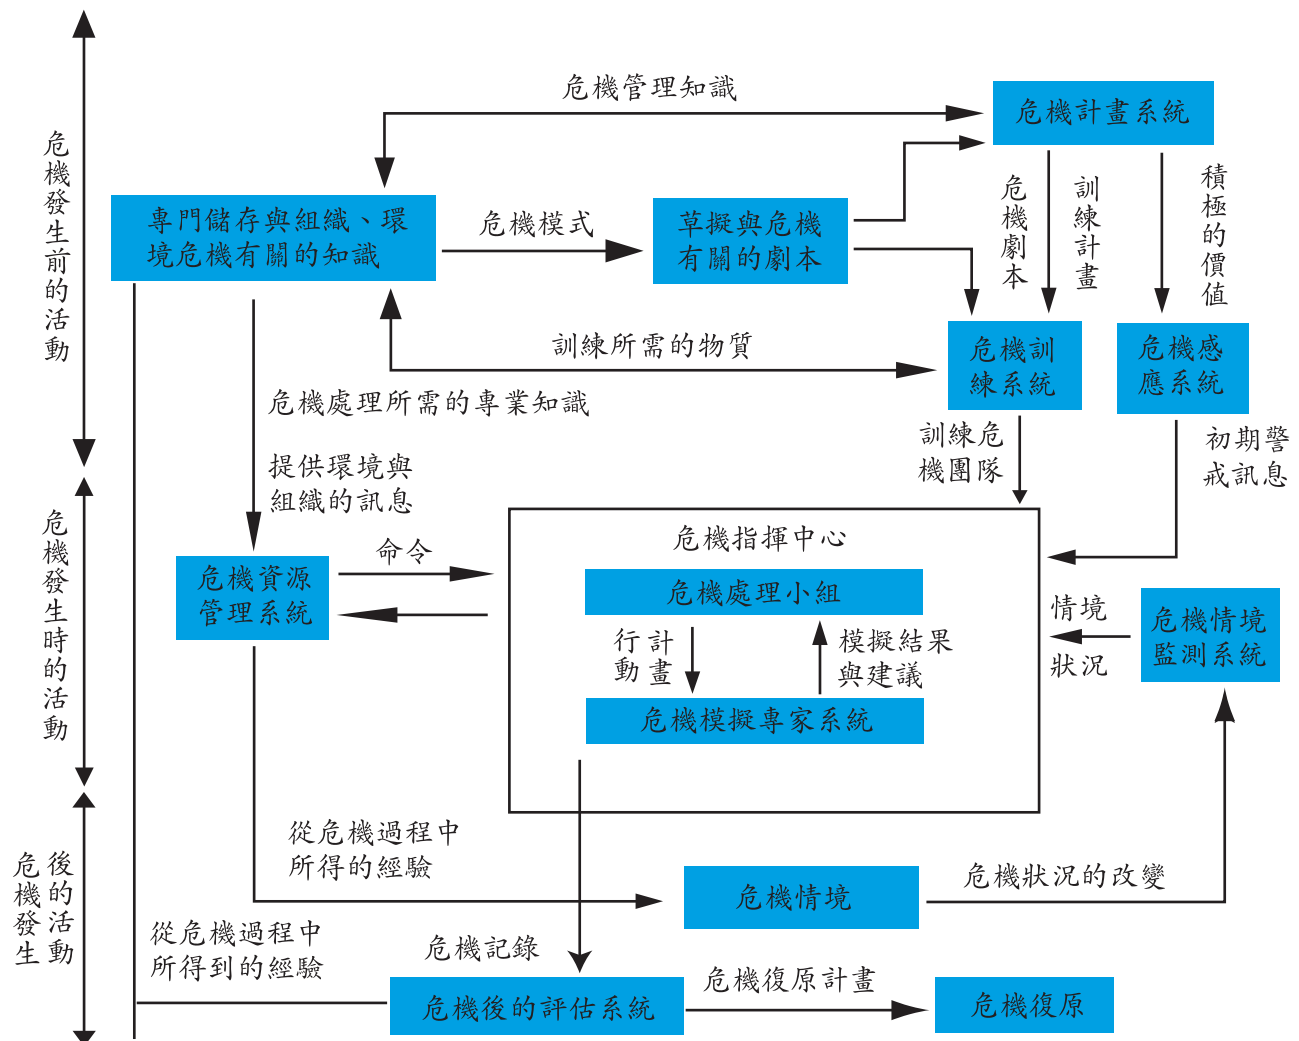 危機發生前的活動
危機管理知識
危機計畫系統
專門儲存與組織、環
境危機有關的知識
危機模式
草擬與危機
有關的劇本
危機劇本
訓練計畫
積極的價值
訓練所需的物質
危機訓
練系統
危機感
應系統
危機處理所需的專業知識
提供環境與
組織的訊息
訓練危
機團隊
初期警
戒訊息
危機發生時的活動
危機資源
管理系統
命令
危機指揮中心
危機處理小組
行動
計畫
模擬結果
與建議
危機模擬專家系統
情境
狀況
危機情境
監測系統
危機發生
後的活動
從危機過程中
所得的經驗
危機情境
危機狀況的改變
從危機過程中
所得到的經驗
危機記錄
危機後的評估系統
危機復原計畫
危機復原